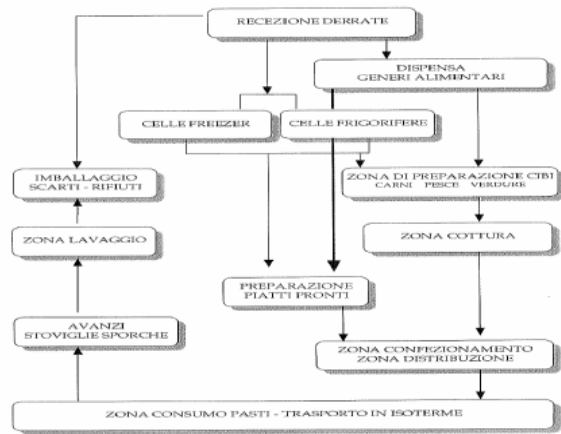 RECEZIONE DERRATE
DISPENSA
GENERI ALIMENTARI
CELLE FREEZER
CELLE FRIGORIFERE
IMBALLAGGIO
SCARTI - RIFIUTI
ZONA DI PREPARAZIONE CIBI
CARNI PESCE VERDURE
ZONA LAVAGGIO
ZONA COTTURA
PREPARAZIONE
PIATTI PRONTI
AVANZI
STOVIGLIE SPORCHE
ZONA CONFEZIONAMENTO
ZONA DISTRIBUZIONE
ZONA CONSUMO PASTI - TRASPORTO IN ISOTERME